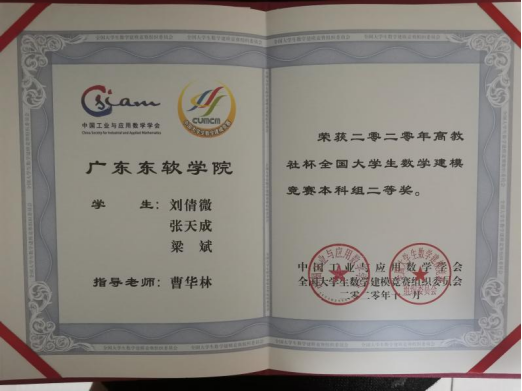 csiam
中国工业与应用数学学会
China Society for Industrial and Applied Mathematics
CUMCM
广东东软学院
学 生：刘倩微
张天成
梁 斌
指导老师：曹华林
荣获二〇二〇年高教
社杯全国大学生数学建模
竞赛本科组二等奖。
中国工业与应用数学学会
全国大学生数学建模竞赛组织委员会
二〇二〇年十一月